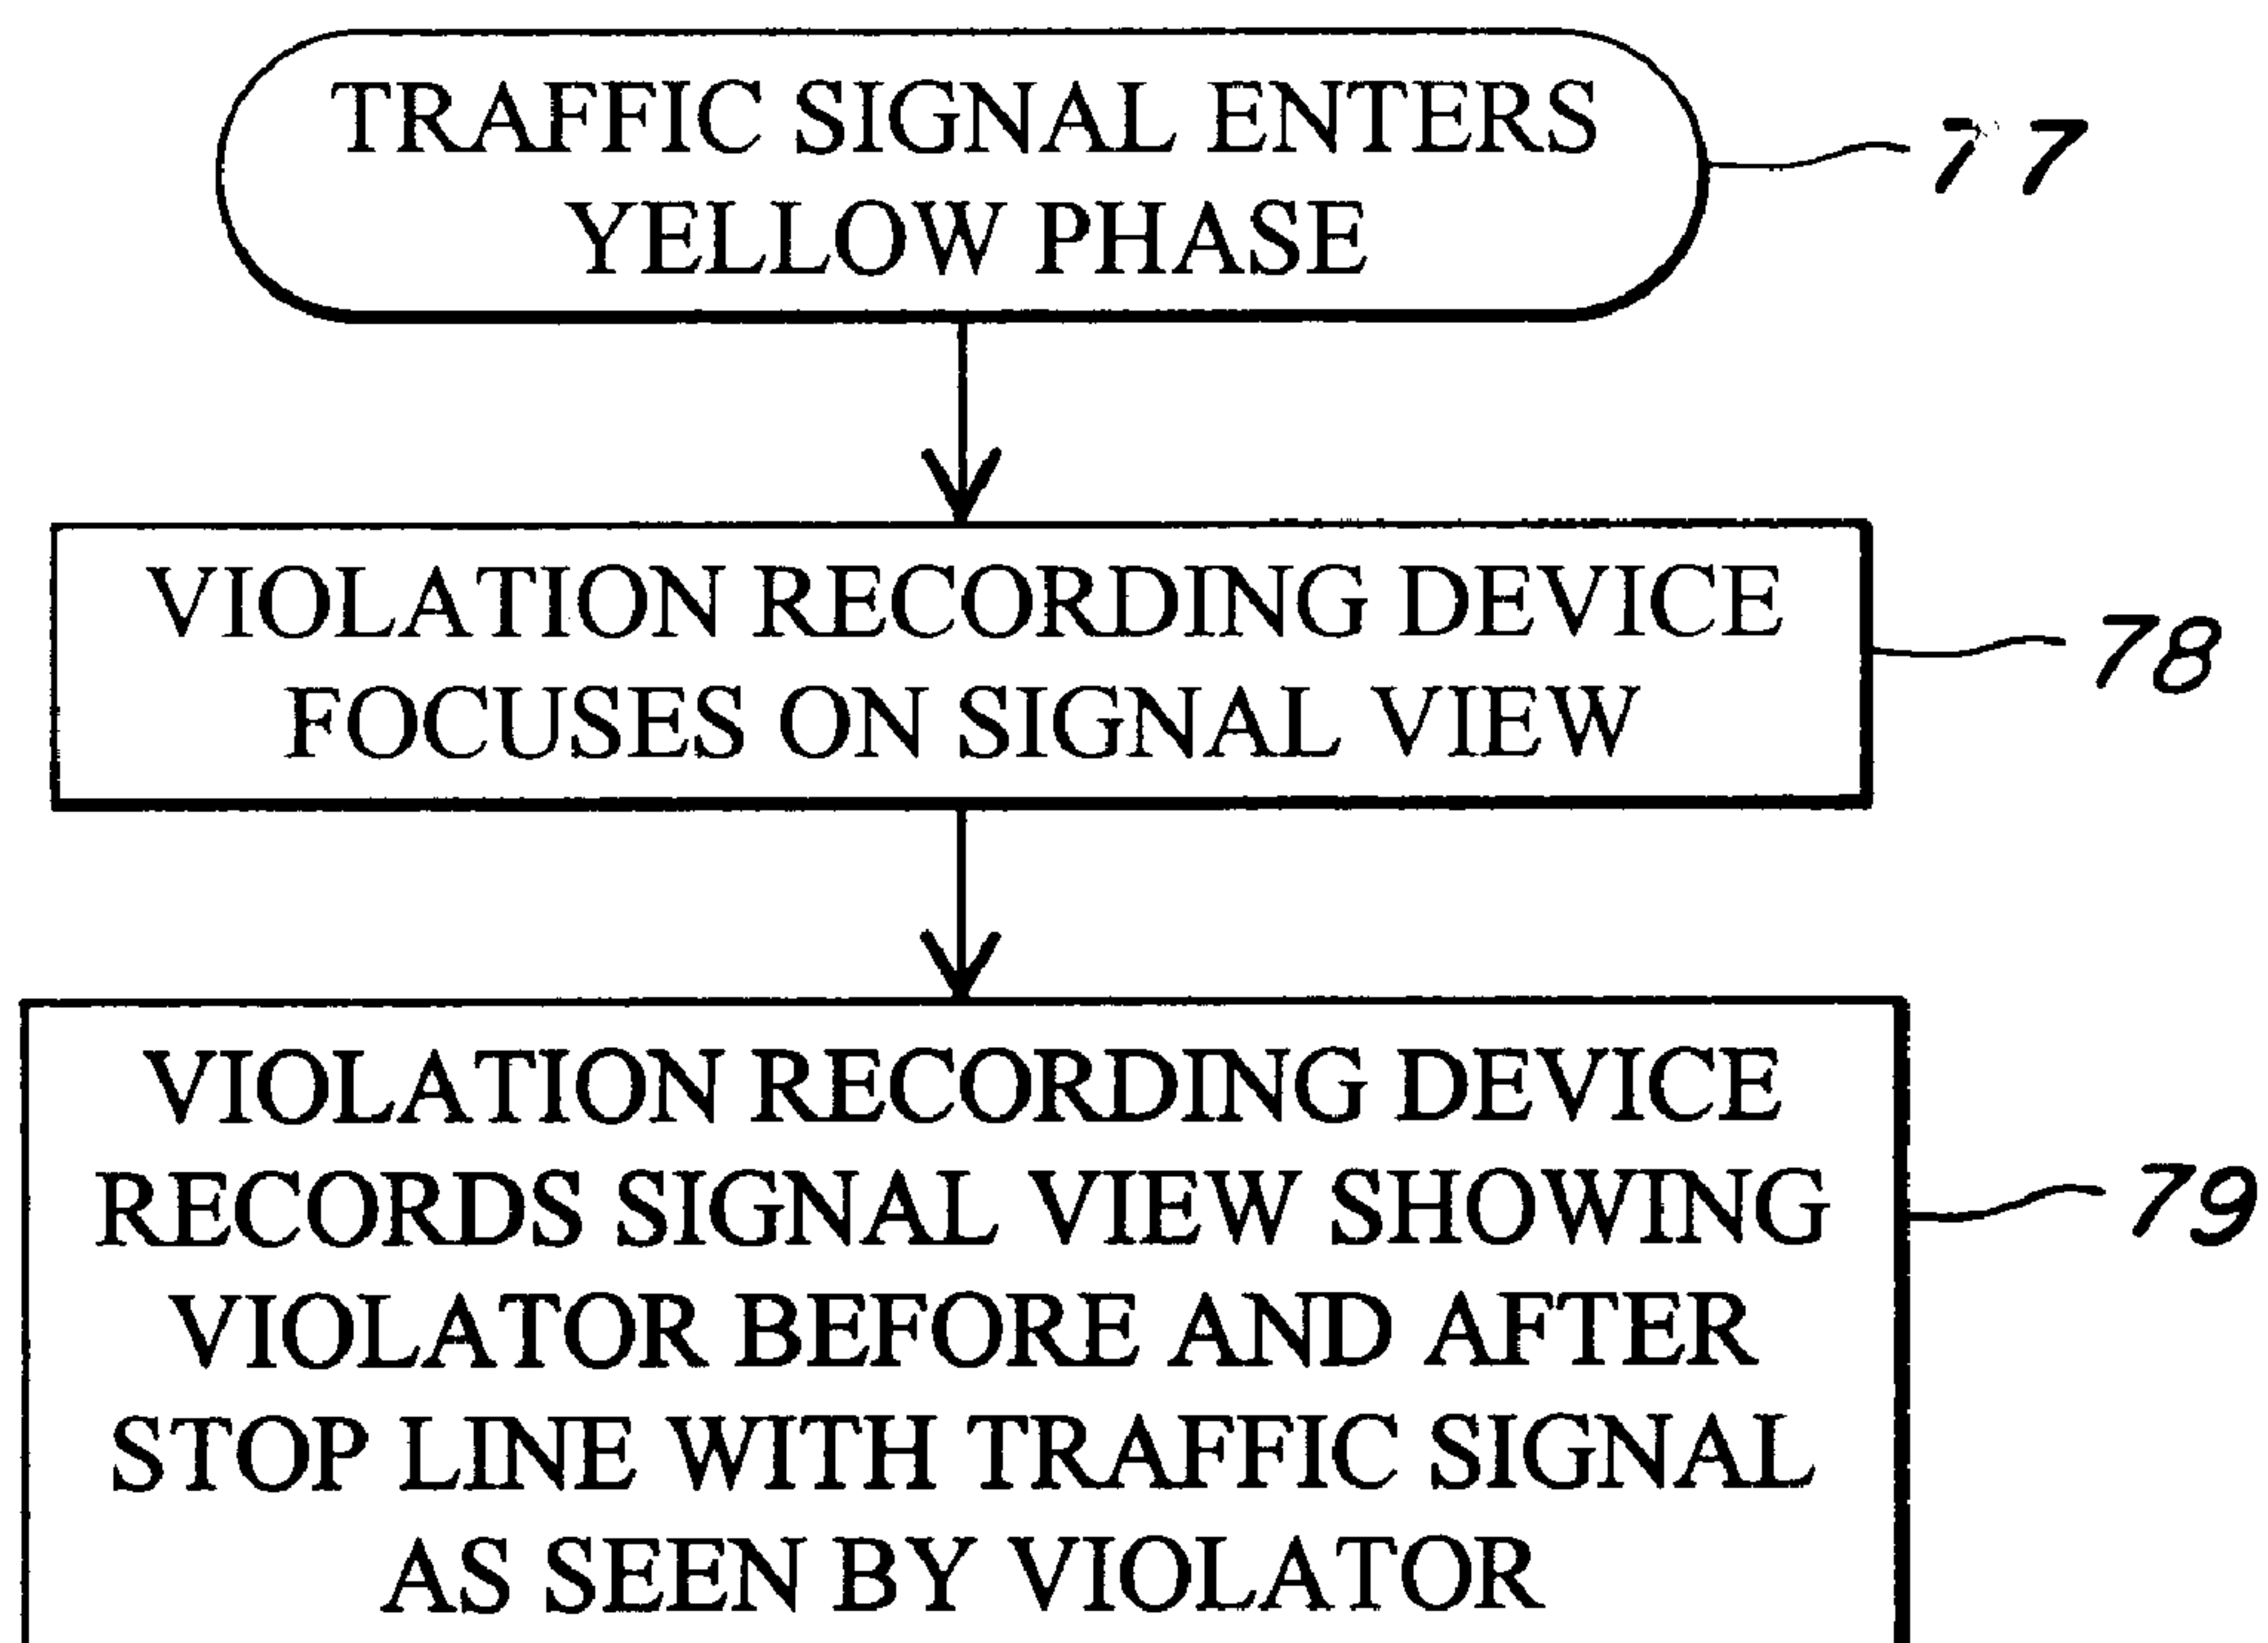 TRAFFIC SIGNAL ENTERS
YELLOW PHASE
77
VIOLATION RECORDING DEVICE
FOCUSES ON SIGNAL VIEW
78
VIOLATION RECORDING DEVICE
RECORDS SIGNAL VIEW SHOWING
VIOLATOR BEFORE AND AFTER
STOP LINE WITH TRAFFIC SIGNAL
AS SEEN BY VIOLATOR
79